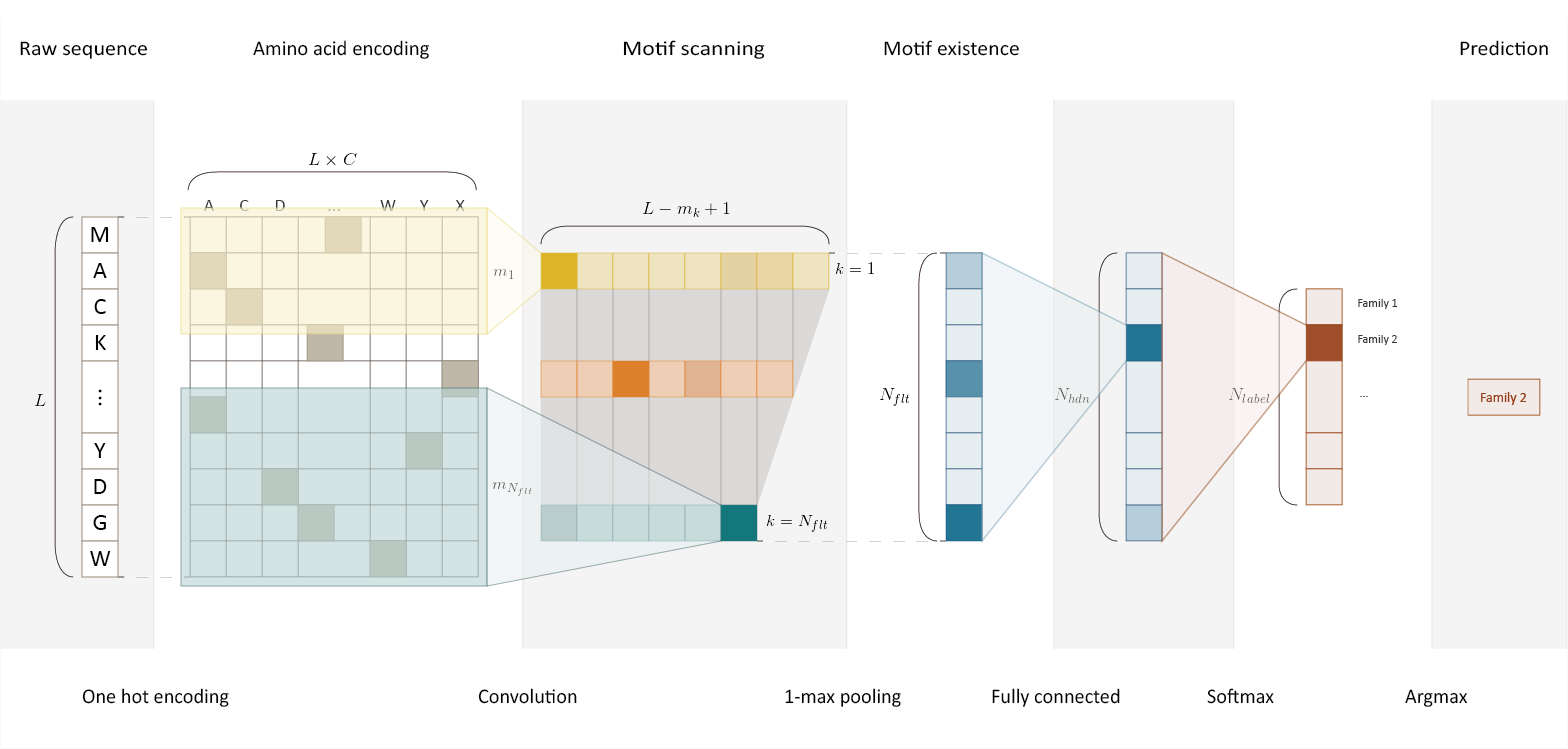 Raw sequence
Amino acid encoding
Motif scanning
Motif existence
Prediction
L × C
A C D ... W Y X
L
M
A
C
K
⋮
Y
D
G
W
m₁
m_{N_{flt}}
L − m_k + 1
k = 1
k = N_{flt}
N_{flt}
N_{hdn}
N_{label}
Family 1
Family 2
...
Family 2
One hot encoding
Convolution
1-max pooling
Fully connected
Softmax
Argmax